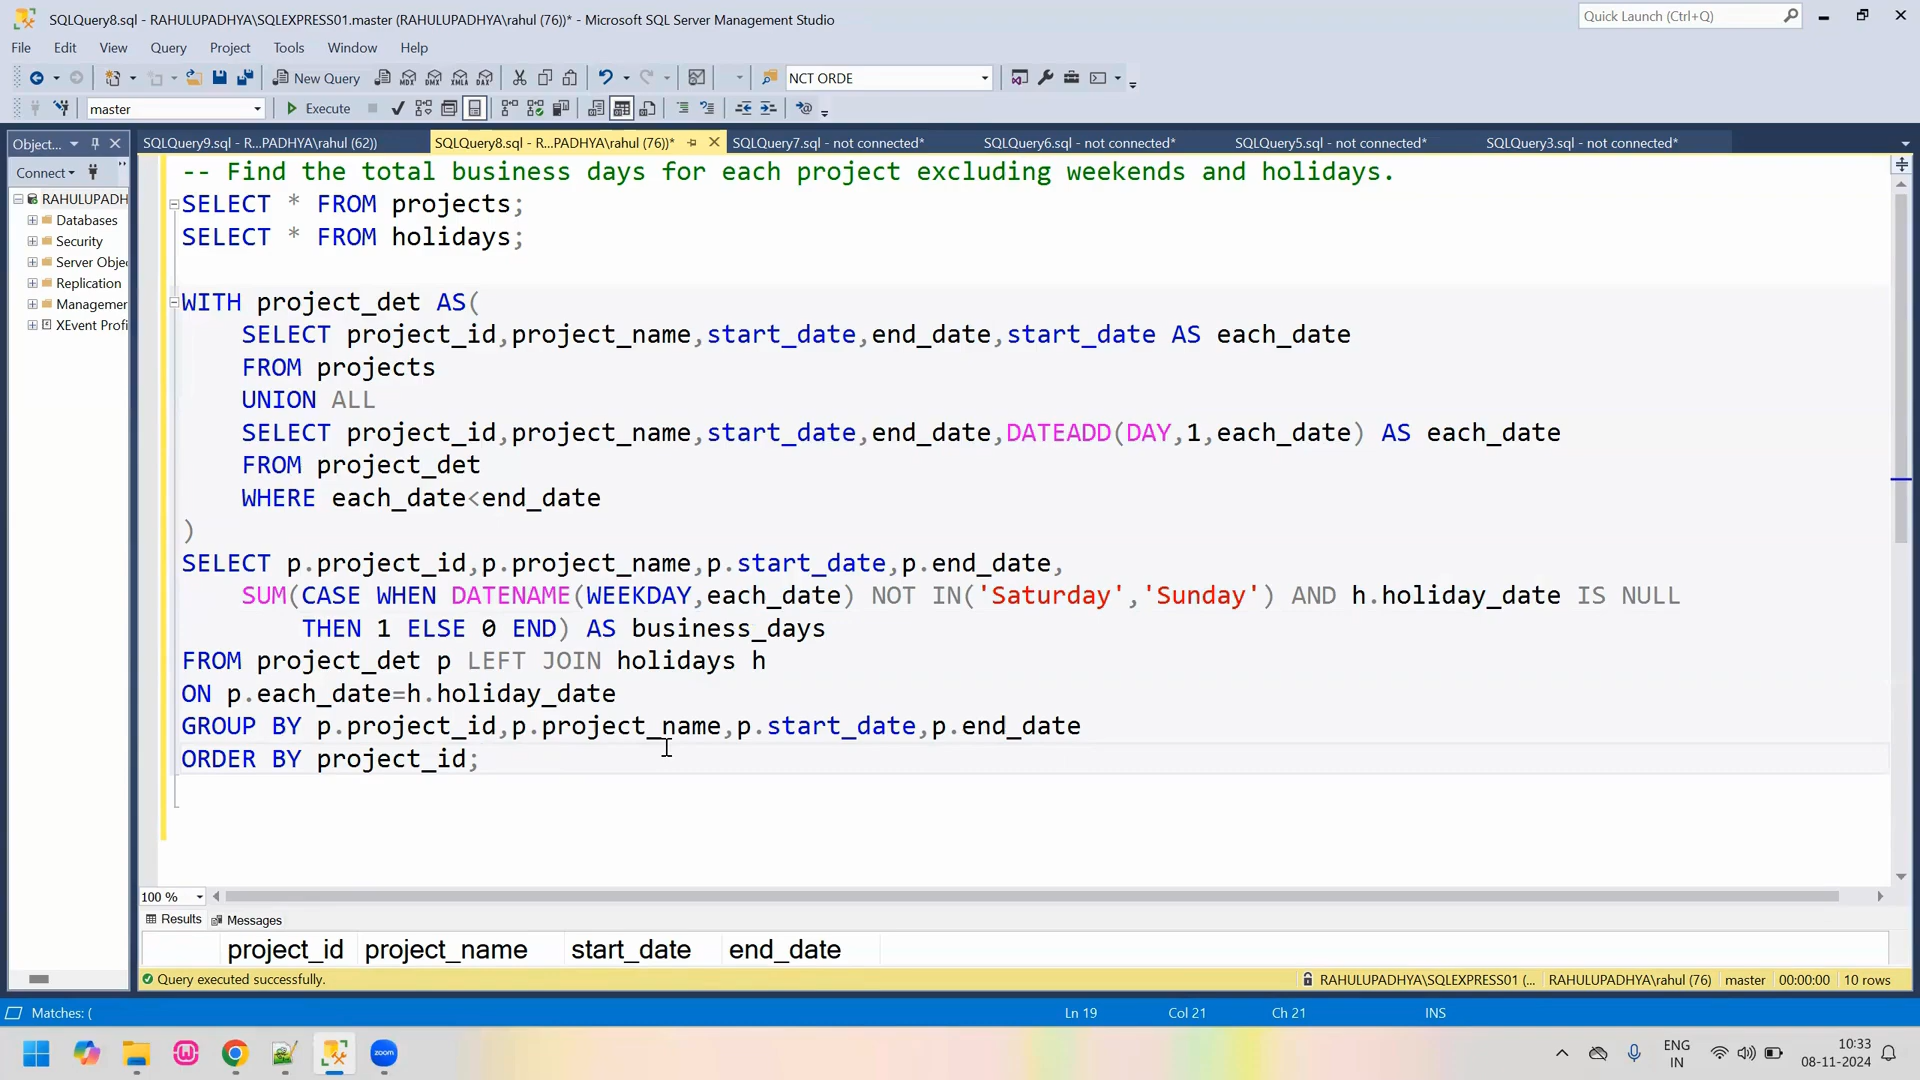 SQLQuery8.sql - RAHULUPADHYA\SQLEXPRESS01.master (RAHULUPADHYA\rahul (76))* - Microsoft SQL Server Management Studio
Quick Launch (Ctrl+Q)
File Edit View Query Project Tools Window Help
New Query MDX DMX XMLA DAX NCT ORDE
master Execute
Object...
SQLQuery9.sql - R...PADHYA\rahul (62)) SQLQuery8.sql - R...PADHYA\rahul (76))* SQLQuery7.sql - not connected* SQLQuery6.sql - not connected* SQLQuery5.sql - not connected* SQLQuery3.sql - not connected*
Connect
RAHULUPADH
Databases
Security
Server Obje
Replication
Managemer
XEvent Profi
-- Find the total business days for each project excluding weekends and holidays.
SELECT * FROM projects;
SELECT * FROM holidays;
WITH project_det AS(
SELECT project_id,project_name,start_date,end_date,start_date AS each_date
FROM projects
UNION ALL
SELECT project_id,project_name,start_date,end_date,DATEADD(DAY,1,each_date) AS each_date
FROM project_det
WHERE each_date<end_date
)
SELECT p.project_id,p.project_name,p.start_date,p.end_date,
SUM(CASE WHEN DATENAME(WEEKDAY,each_date) NOT IN('Saturday','Sunday') AND h.holiday_date IS NULL
THEN 1 ELSE 0 END) AS business_days
FROM project_det p LEFT JOIN holidays h
ON p.each_date=h.holiday_date
GROUP BY p.project_id,p.project_name,p.start_date,p.end_date
ORDER BY project_id;
100 %
Results Messages
project_id project_name start_date end_date
Query executed successfully. RAHULUPADHYA\SQLEXPRESS01 (... RAHULUPADHYA\rahul (76) master 00:00:00 10 rows
Matches: ( Ln 19 Col 21 Ch 21 INS
zoom
ENG
IN
10:33
08-11-2024